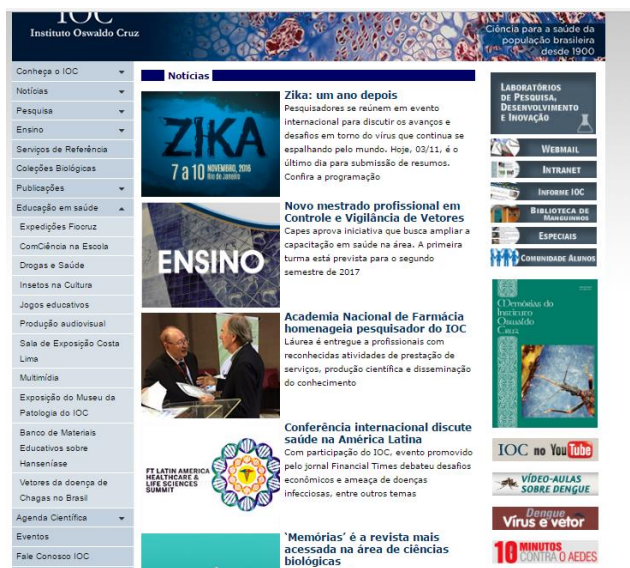 IOC
Instituto Oswaldo Cruz
Ciência para a saúde da
população brasileira
desde 1900
Conheça o IOC
Notícias
Pesquisa
Ensino
Serviços de Referência
Coleções Biológicas
Publicações
Educação em saúde
Expedições Fiocruz
ComCiência na Escola
Drogas e Saúde
Insetos na Cultura
Jogos educativos
Produção audiovisual
Sala de Exposição Costa
Lima
Multimídia
Exposição do Museu da
Patologia do IOC
Banco de Materiais
Educativos sobre
Hanseníase
Vetores da doença de
Chagas no Brasil
Agenda Científica
Eventos
Fale Conosco IOC
Notícias
ZIKA
7 a 10 NOVEMBRO, 2016
Rio de Janeiro
Zika: um ano depois
Pesquisadores se reúnem em evento
internacional para discutir os avanços e
desafios em torno do vírus que continua se
espalhando pelo mundo. Hoje, 03/11, é o
último dia para submissão de resumos.
Confira a programação
ENSINO
Novo mestrado profissional em
Controle e Vigilância de Vetores
Capes aprova iniciativa que busca ampliar a
capacitação em saúde na área. A primeira
turma está prevista para o segundo
semestre de 2017
Academia Nacional de Farmácia
homenageia pesquisador do IOC
Láurea é entregue a profissionais com
reconhecidas atividades de prestação de
serviços, produção científica e disseminação
do conhecimento
FT LATIN AMERICA
HEALTHCARE &
LIFE SCIENCES
SUMMIT
Conferência internacional discute
saúde na América Latina
Com participação do IOC, evento promovido
pelo jornal Financial Times debateu desafios
econômicos e ameaça de doenças
infecciosas, entre outros temas
‘Memórias’ é a revista mais
acessada na área de ciências
biológicas
LABORATÓRIOS
DE PESQUISA,
DESENVOLVIMENTO
E INOVAÇÃO
WEBMAIL
INTRANET
INFORME IOC
BIBLIOTECA DE
MANGUINHOS
ESPECIAIS
COMUNIDADE ALUNOS
Memórias do
Instituto
Oswaldo
Cruz
IOC no YouTube
VÍDEO-AULAS
SOBRE DENGUE
Dengue
Vírus e vetor
10 MINUTOS
CONTRA O AEDES